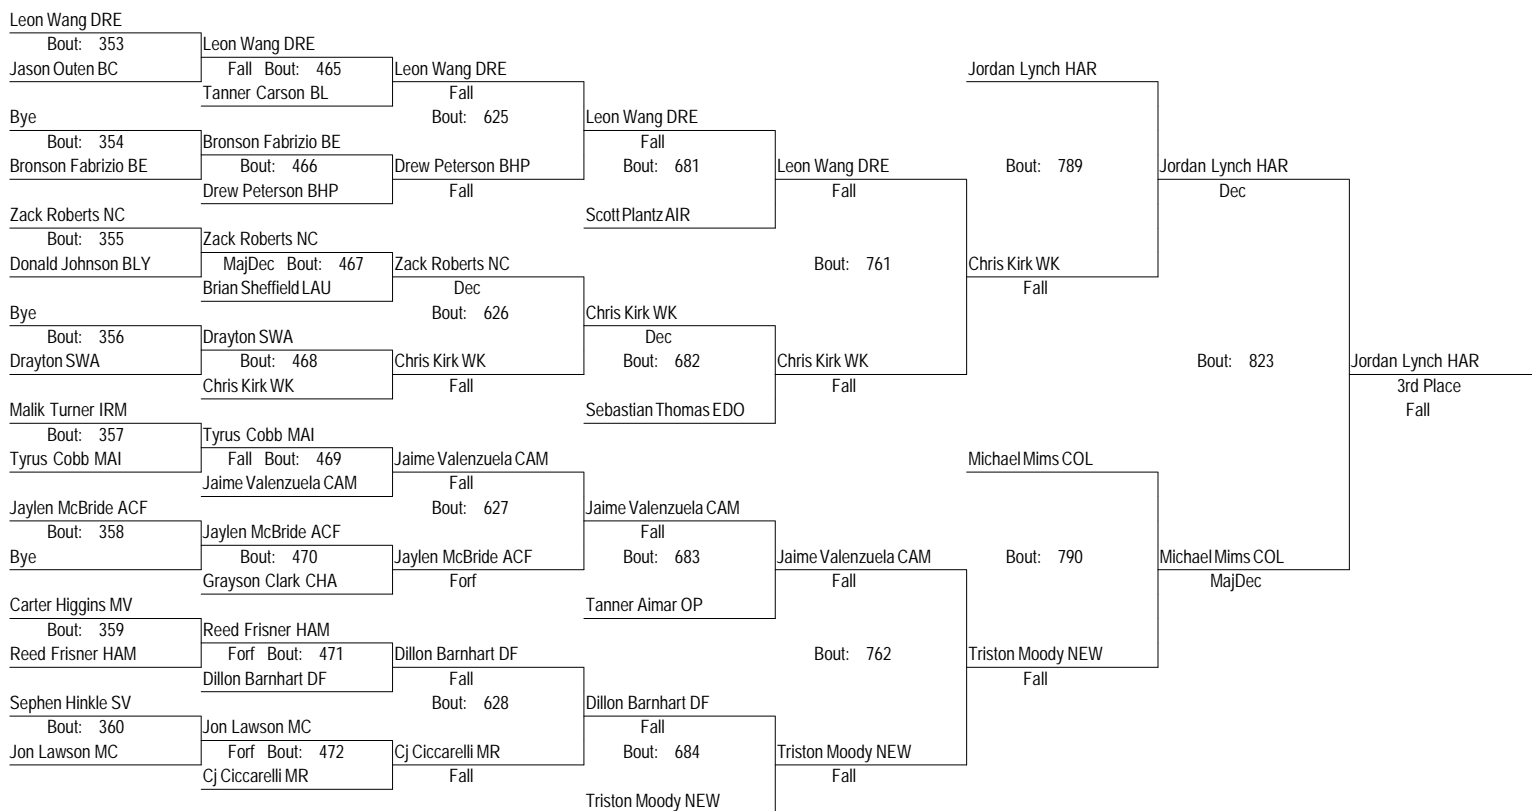 Leon Wang DRE
Bout: 353
Jason Outen BC
Bye
Bout: 354
Bronson Fabrizio BE
Zack Roberts NC
Bout: 355
Donald Johnson BLY
Bye
Bout: 356
Drayton SWA
Malik Turner IRM
Bout: 357
Tyrus Cobb MAI
Jaylen McBride ACF
Bout: 358
Bye
Carter Higgins MV
Bout: 359
Reed Frisner HAM
Sephen Hinkle SV
Bout: 360
Jon Lawson MC
Leon Wang DRE
Fall Bout: 465
Tanner Carson BL
Bronson Fabrizio BE
Bout: 466
Drew Peterson BHP
Zack Roberts NC
MajDec Bout: 467
Brian Sheffield LAU
Drayton SWA
Bout: 468
Chris Kirk WK
Tyrus Cobb MAI
Fall Bout: 469
Jaime Valenzuela CAM
Jaylen McBride ACF
Bout: 470
Grayson Clark CHA
Reed Frisner HAM
Forf Bout: 471
Dillon Barnhart DF
Jon Lawson MC
Forf Bout: 472
Cj Ciccarelli MR
Leon Wang DRE
Fall
Bout: 625
Drew Peterson BHP
Fall
Zack Roberts NC
Dec
Bout: 626
Chris Kirk WK
Fall
Jaime Valenzuela CAM
Fall
Bout: 627
Jaylen McBride ACF
Forf
Dillon Barnhart DF
Fall
Bout: 628
Cj Ciccarelli MR
Fall
Leon Wang DRE
Fall
Bout: 681
Scott Plantz AIR
Chris Kirk WK
Dec
Bout: 682
Sebastian Thomas EDO
Jaime Valenzuela CAM
Fall
Bout: 683
Tanner Aimar OP
Dillon Barnhart DF
Fall
Bout: 684
Triston Moody NEW
Leon Wang DRE
Fall
Bout: 761
Chris Kirk WK
Fall
Jaime Valenzuela CAM
Fall
Bout: 762
Triston Moody NEW
Fall
Jordan Lynch HAR
Bout: 789
Chris Kirk WK
Fall
Michael Mims COL
Bout: 790
Triston Moody NEW
Fall
Jordan Lynch HAR
Dec
Bout: 823
Michael Mims COL
MajDec
Jordan Lynch HAR
3rd Place
Fall